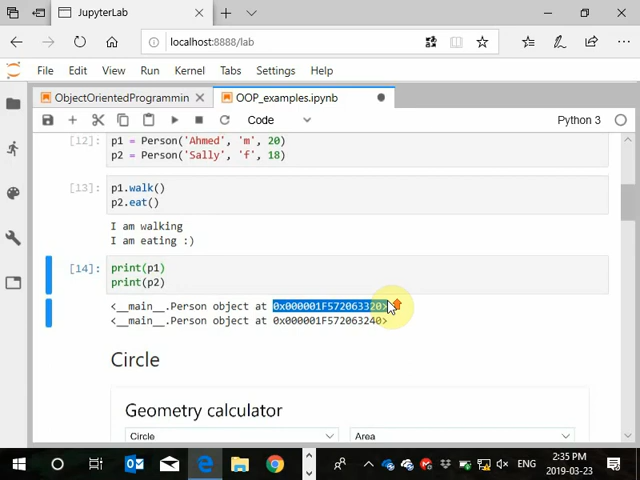 JupyterLab
localhost:8888/lab
File Edit View Run Kernel Tabs Settings Help
ObjectOrientedProgrammin
OOP_examples.ipynb
Code
Python 3
[12]: p1 = Person('Ahmed', 'm', 20)
p2 = Person('Sally', 'f', 18)
[13]: p1.walk()
p2.eat()
I am walking
I am eating :)
[14]: print(p1)
print(p2)
<__main__.Person object at 0x000001F572063320>
<__main__.Person object at 0x000001F572063240>
Circle
Geometry calculator
Circle
Area
ENG
2:35 PM
2019-03-23